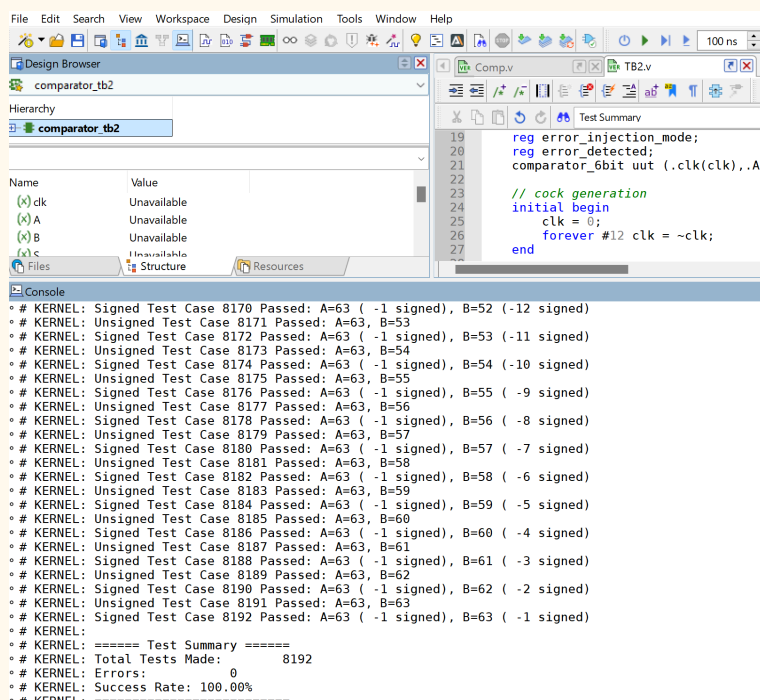 File Edit Search View Workspace Design Simulation Tools Window Help
100 ns
Design Browser
comparator_tb2
Hierarchy
comparator_tb2
Name Value
clk Unavailable
A Unavailable
B Unavailable
S Unavailable
Files Structure Resources
Comp.v TB2.v
Test Summary
19 reg error_injection_mode;
20 reg error_detected;
21 comparator_6bit uut (.clk(clk),.A
22
23 // cock generation
24 initial begin
25 clk = 0;
26 forever #12 clk = ~clk;
27 end
28
Console
# KERNEL: Signed Test Case 8170 Passed: A=63 ( -1 signed), B=52 (-12 signed)
# KERNEL: Unsigned Test Case 8171 Passed: A=63, B=53
# KERNEL: Signed Test Case 8172 Passed: A=63 ( -1 signed), B=53 (-11 signed)
# KERNEL: Unsigned Test Case 8173 Passed: A=63, B=54
# KERNEL: Signed Test Case 8174 Passed: A=63 ( -1 signed), B=54 (-10 signed)
# KERNEL: Unsigned Test Case 8175 Passed: A=63, B=55
# KERNEL: Signed Test Case 8176 Passed: A=63 ( -1 signed), B=55 ( -9 signed)
# KERNEL: Unsigned Test Case 8177 Passed: A=63, B=56
# KERNEL: Signed Test Case 8178 Passed: A=63 ( -1 signed), B=56 ( -8 signed)
# KERNEL: Unsigned Test Case 8179 Passed: A=63, B=57
# KERNEL: Signed Test Case 8180 Passed: A=63 ( -1 signed), B=57 ( -7 signed)
# KERNEL: Unsigned Test Case 8181 Passed: A=63, B=58
# KERNEL: Signed Test Case 8182 Passed: A=63 ( -1 signed), B=58 ( -6 signed)
# KERNEL: Unsigned Test Case 8183 Passed: A=63, B=59
# KERNEL: Signed Test Case 8184 Passed: A=63 ( -1 signed), B=59 ( -5 signed)
# KERNEL: Unsigned Test Case 8185 Passed: A=63, B=60
# KERNEL: Signed Test Case 8186 Passed: A=63 ( -1 signed), B=60 ( -4 signed)
# KERNEL: Unsigned Test Case 8187 Passed: A=63, B=61
# KERNEL: Signed Test Case 8188 Passed: A=63 ( -1 signed), B=61 ( -3 signed)
# KERNEL: Unsigned Test Case 8189 Passed: A=63, B=62
# KERNEL: Signed Test Case 8190 Passed: A=63 ( -1 signed), B=62 ( -2 signed)
# KERNEL: Unsigned Test Case 8191 Passed: A=63, B=63
# KERNEL: Signed Test Case 8192 Passed: A=63 ( -1 signed), B=63 ( -1 signed)
# KERNEL:
# KERNEL: ====== Test Summary ======
# KERNEL: Total Tests Made: 8192
# KERNEL: Errors: 0
# KERNEL: Success Rate: 100.00%
# KERNEL: ==========================